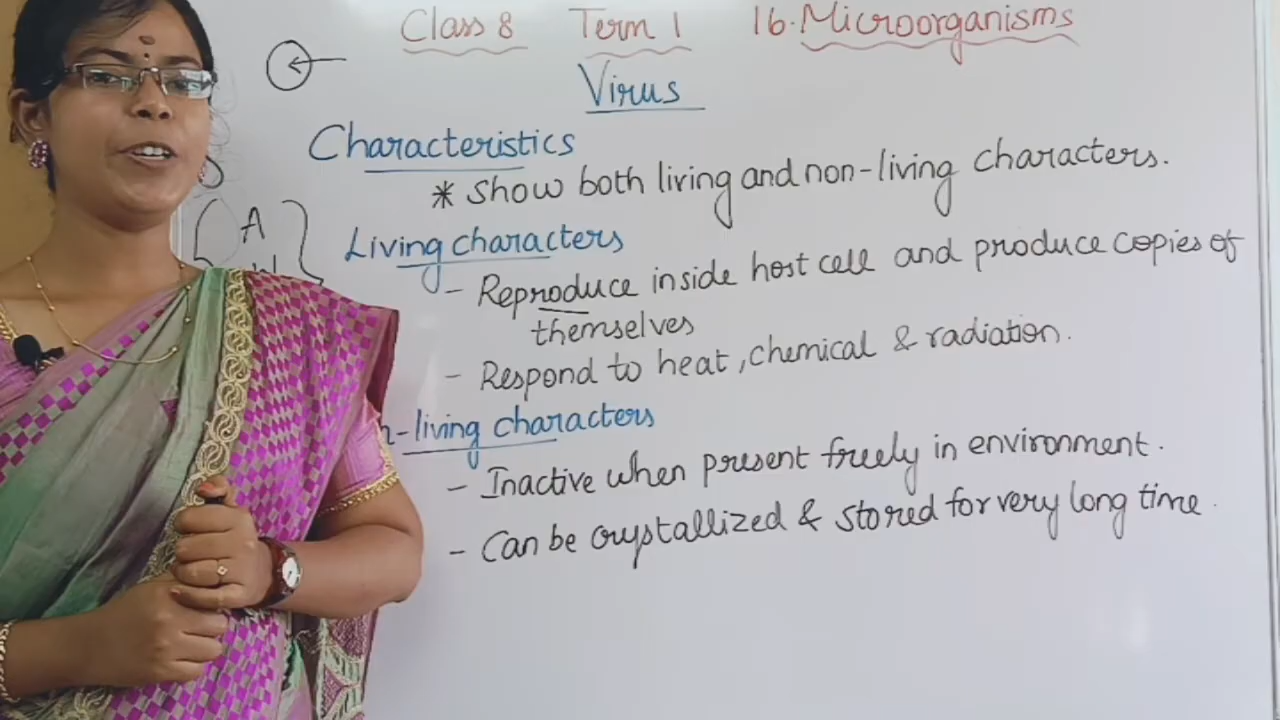 Class 8 Term 1 16. Microorganisms
Virus
Characteristics
* Show both living and non-living characters.
A
Living characters
- Reproduce inside host cell and produce copies of
themselves
- Respond to heat, chemical & radiation.
-living characters
- Inactive when present freely in environment.
- Can be crystallized & stored for very long time.